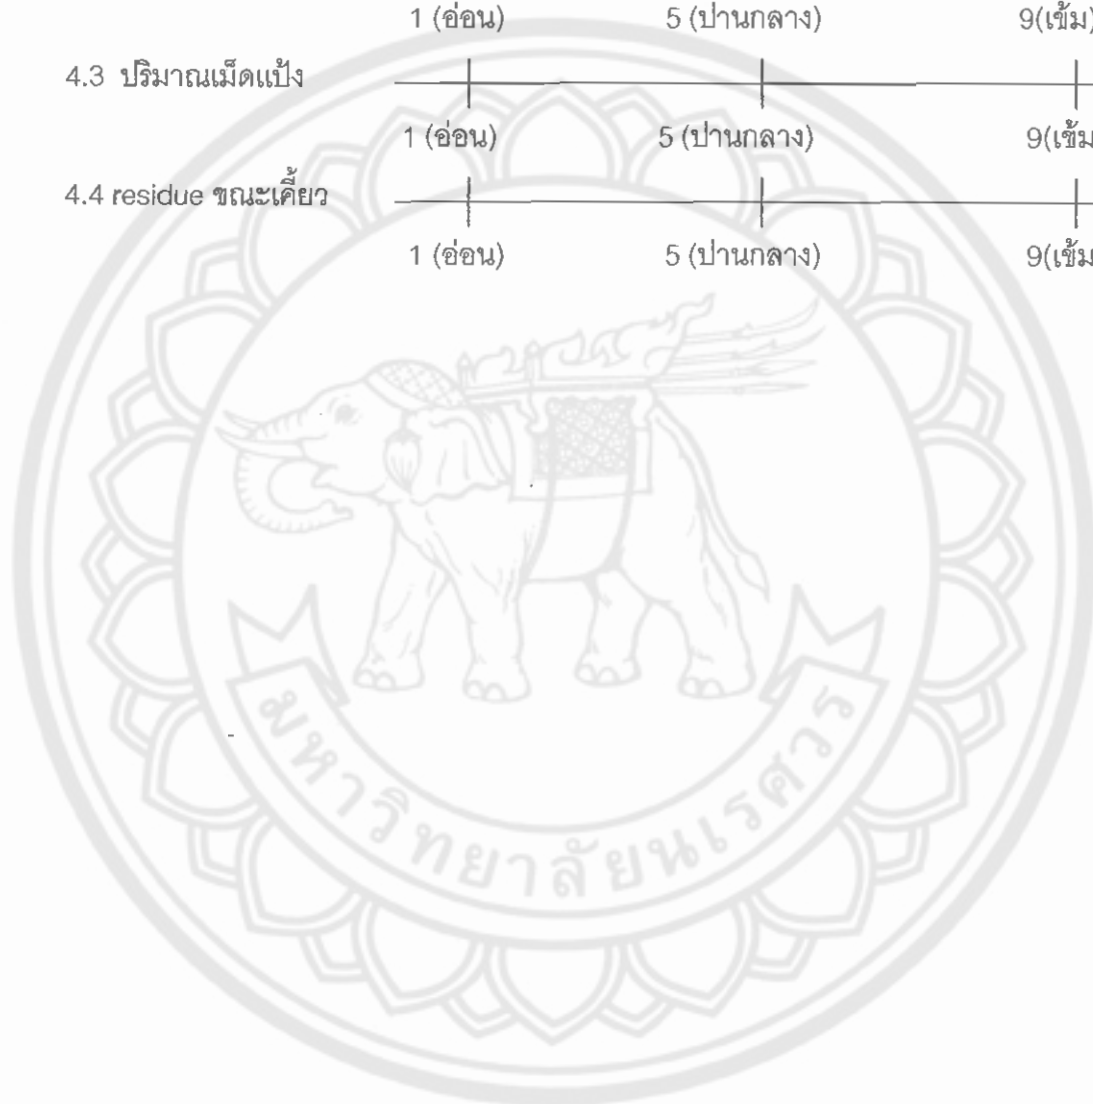 1 (อ่อน) 5 (ปานกลาง) 9(เข้ม)
4.3 ปริมาณเม็ดแป้ง
1 (อ่อน) 5 (ปานกลาง) 9(เข้ม
4.4 residue ขณะเคี้ยว
1 (อ่อน) 5 (ปานกลาง) 9(เข้ม
มหาวิทยาลัยนเรศวร